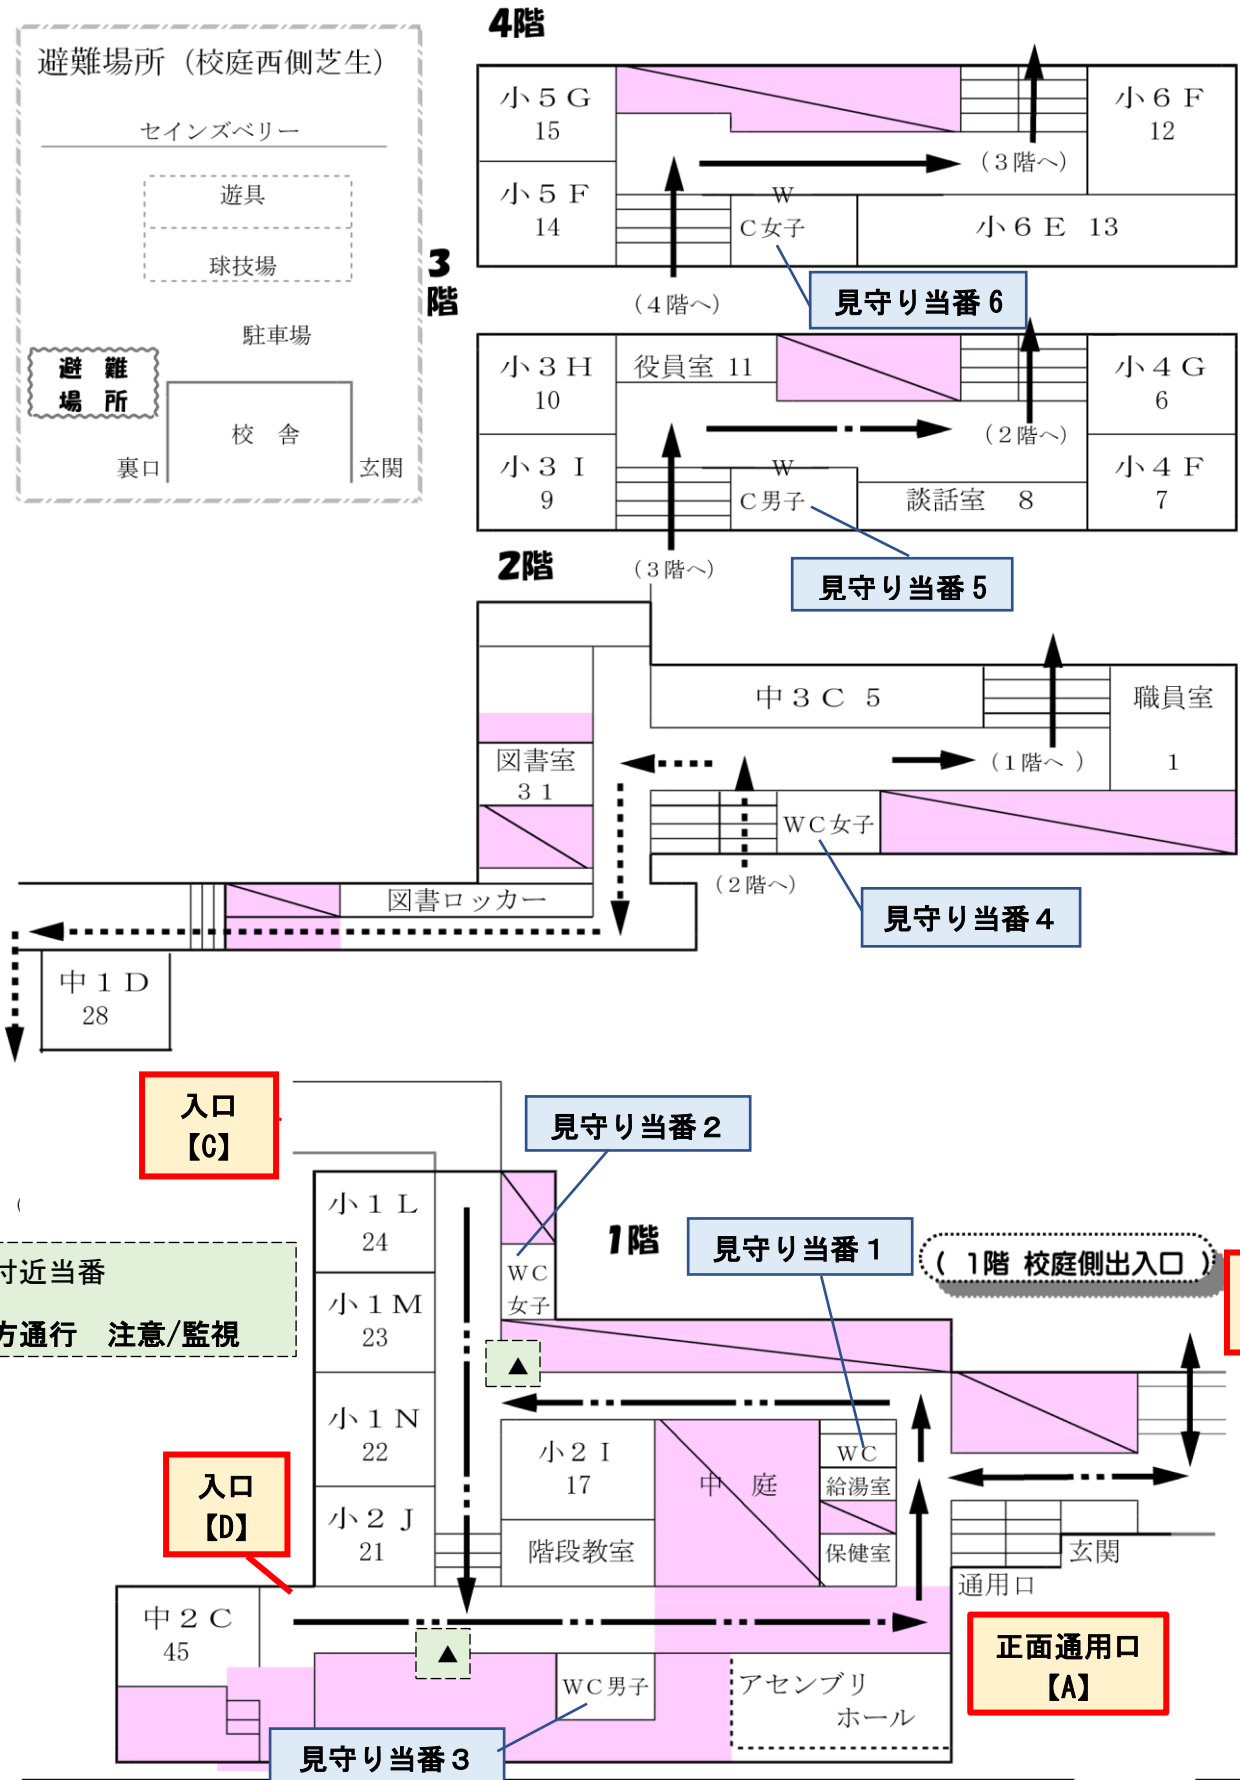 4階
避難場所（校庭西側芝生）
セインズベリー
遊具
球技場
駐車場
避　難
場　所
校　舎
裏口
玄関
小５Ｇ
15
小６Ｆ
12
（３階へ）
小５Ｆ
14
Ｗ
Ｃ女子
小６Ｅ 13
（４階へ）
見守り当番６
3
階
小３Ｈ
10
役員室 11
小４Ｇ
6
（２階へ）
小３Ｉ
9
Ｗ
Ｃ男子
談話室　8
小４Ｆ
7
2階
（３階へ）
見守り当番５
中３Ｃ 5
職員室
1
（１階へ ）
図書室
３１
ＷＣ女子
（２階へ）
図書ロッカー
見守り当番４
中１Ｄ
28
入口
【C】
見守り当番２
（
小１Ｌ
24
1階
見守り当番１
（ 1階 校庭側出入口 ）
付近当番
方通行　注意/監視
ＷＣ
女子
小１Ｍ
23
▲
小１Ｎ
22
小２Ｉ
17
中　庭
ＷＣ
給湯室
入口
【D】
小２Ｊ
21
階段教室
保健室
玄関
通用口
中２Ｃ
45
▲
正面通用口
【A】
ＷＣ男子
アセンブリ
ホール
見守り当番３